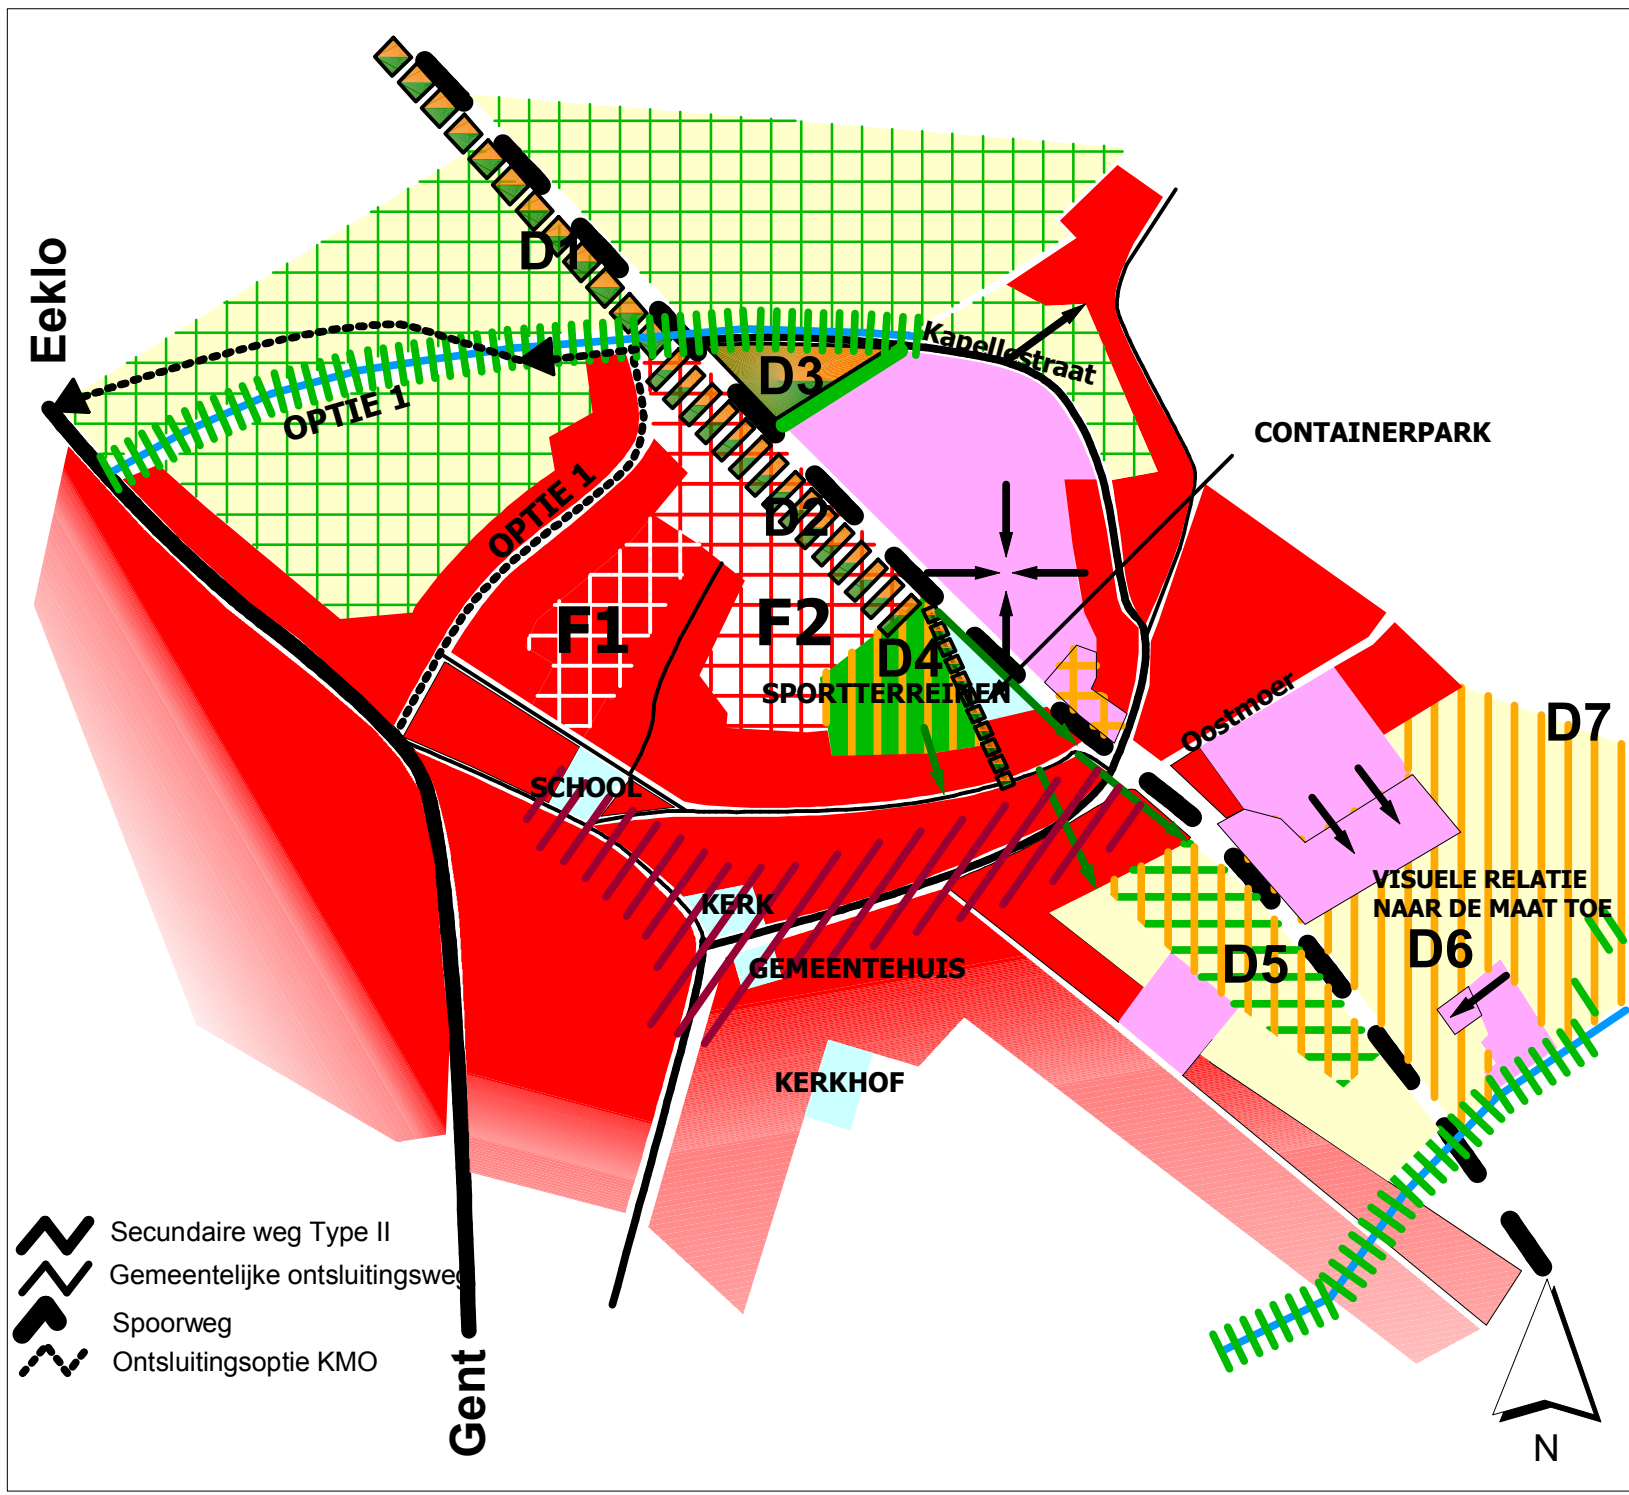 D1
Eeklo
Kapellestraat
D3
OPTIE 1
CONTAINERPARK
OPTIE 1
D2
F1
F2
D4
SPORTTERREINEN
Oostmoer
D7
SCHOOL
VISUELE RELATIE
NAAR DE MAAT TOE
KERK
D5
D6
GEMEENTEHUIS
KERKHOF
Secundaire weg Type II
Gemeentelijke ontsluitingsweg
Spoorweg
Ontsluitingsoptie KMO
Gent
N